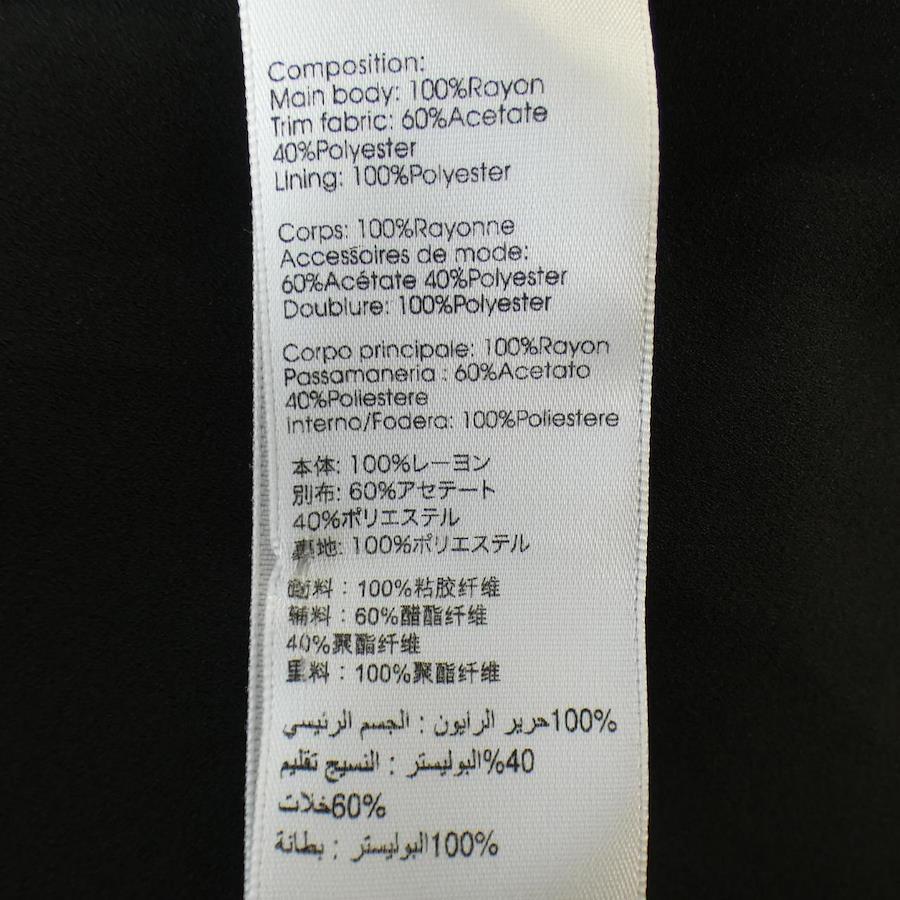 Composition:
Main body: 100%Rayon
Trim fabric: 60%Acetate
40%Polyester
Lining: 100%Polyester
Corps: 100%Rayonne
Accessoires de mode:
60%Acétate 40%Polyester
Doublure: 100%Polyester
Corpo principale: 100%Rayon
Passamaneria : 60%Acetato
40%Poliestere
Interno/Fodera: 100%Poliestere
本体: 100%レーヨン
別布: 60%アセテート
40%ポリエステル
裏地: 100%ポリエステル
面料：100%粘胶纤维
辅料：60%醋酯纤维
40%聚酯纤维
里料：100%聚酯纤维
100%حرير الرايون : الجسم الرئيسي
40%البوليستر : النسيج تقليم
60%خلات
100%البوليستر : بطانة